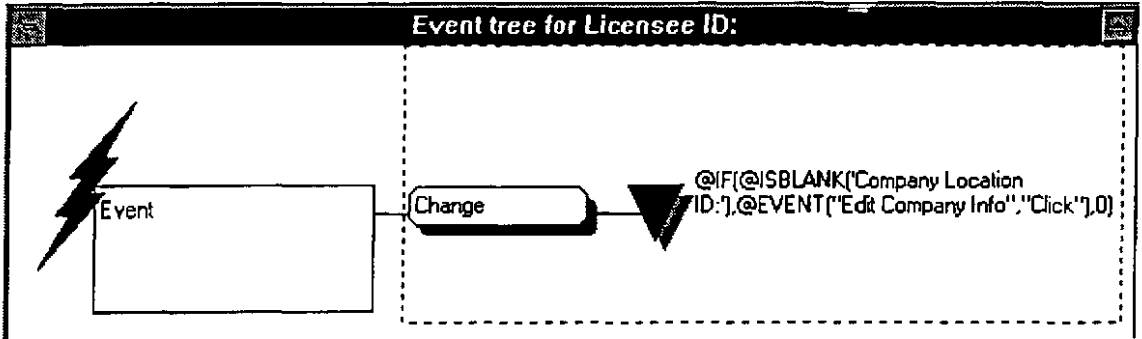 Event tree for Licensee ID:
Event
Change
@IF(@ISBLANK('Company Location
ID:'),@EVENT("Edit Company Info","Click"),0)